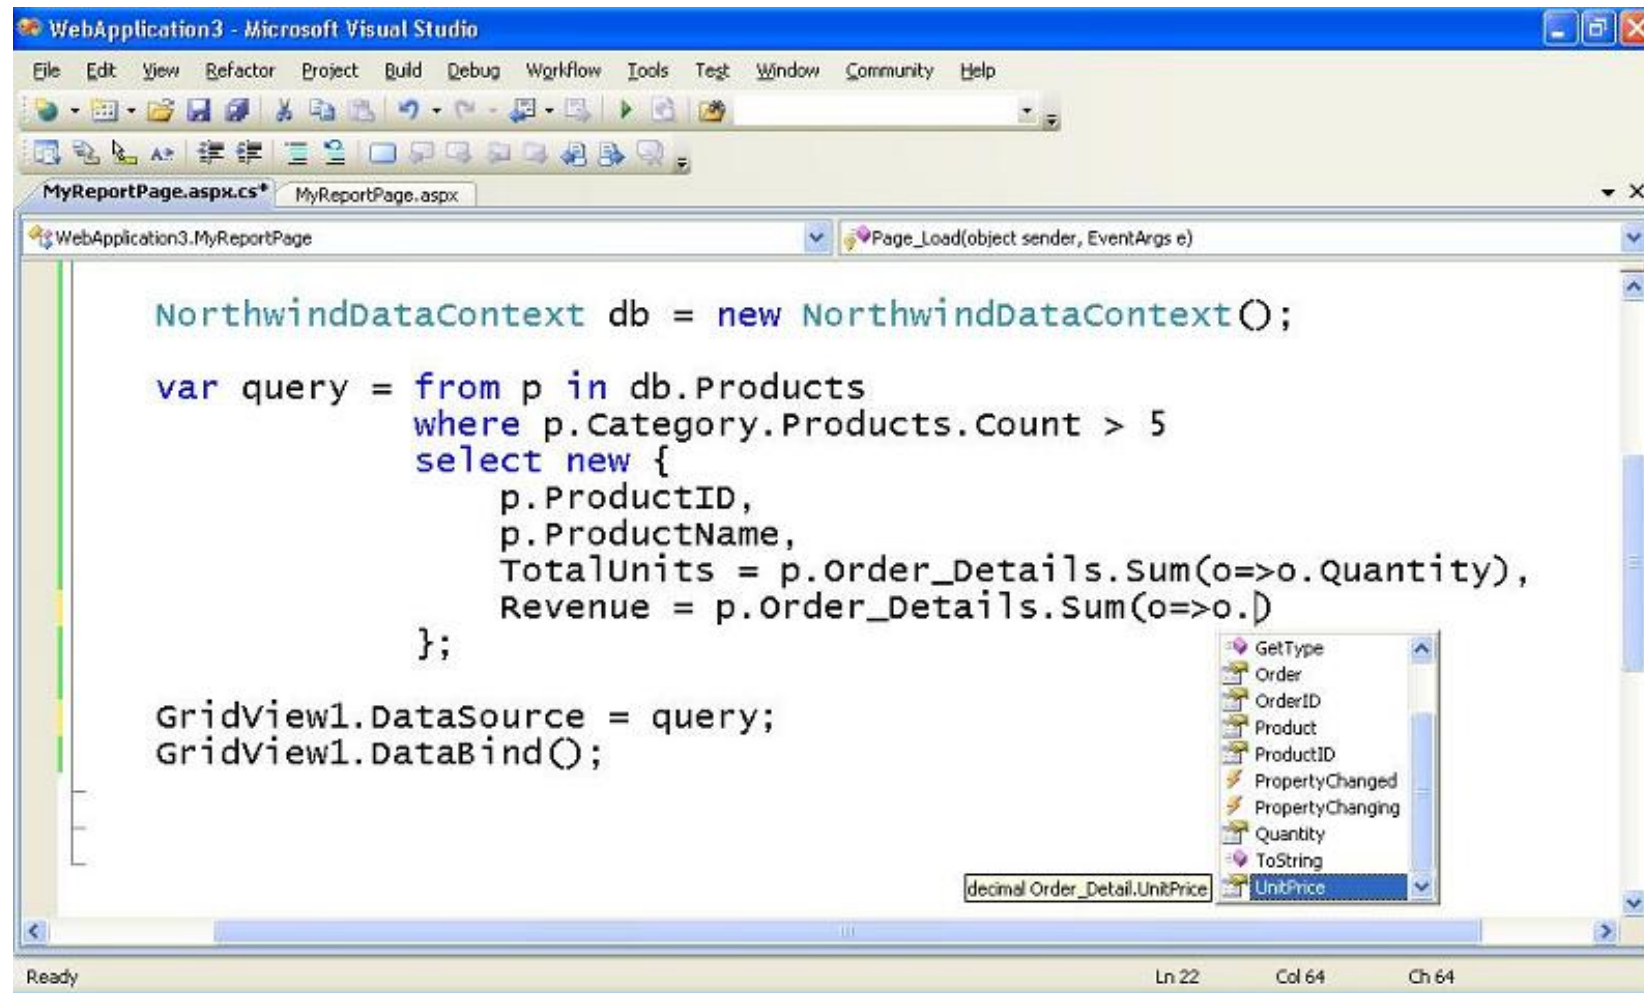 WebApplication3 - Microsoft Visual Studio
File Edit View Refactor Project Build Debug Workflow Tools Test Window Community Help
MyReportPage.aspx.cs* MyReportPage.aspx
WebApplication3.MyReportPage Page_Load(object sender, EventArgs e)
NorthwindDataContext db = new NorthwindDataContext();
var query = from p in db.Products
where p.Category.Products.Count > 5
select new {
p.ProductID,
p.ProductName,
TotalUnits = p.Order_Details.Sum(o=>o.Quantity),
Revenue = p.Order_Details.Sum(o=>o.)
};
GridView1.DataSource = query;
GridView1.DataBind();
GetType
Order
OrderID
Product
ProductID
PropertyChanged
PropertyChanging
Quantity
ToString
decimal Order_Detail.UnitPrice UnitPrice
Ready Ln 22 Col 64 Ch 64